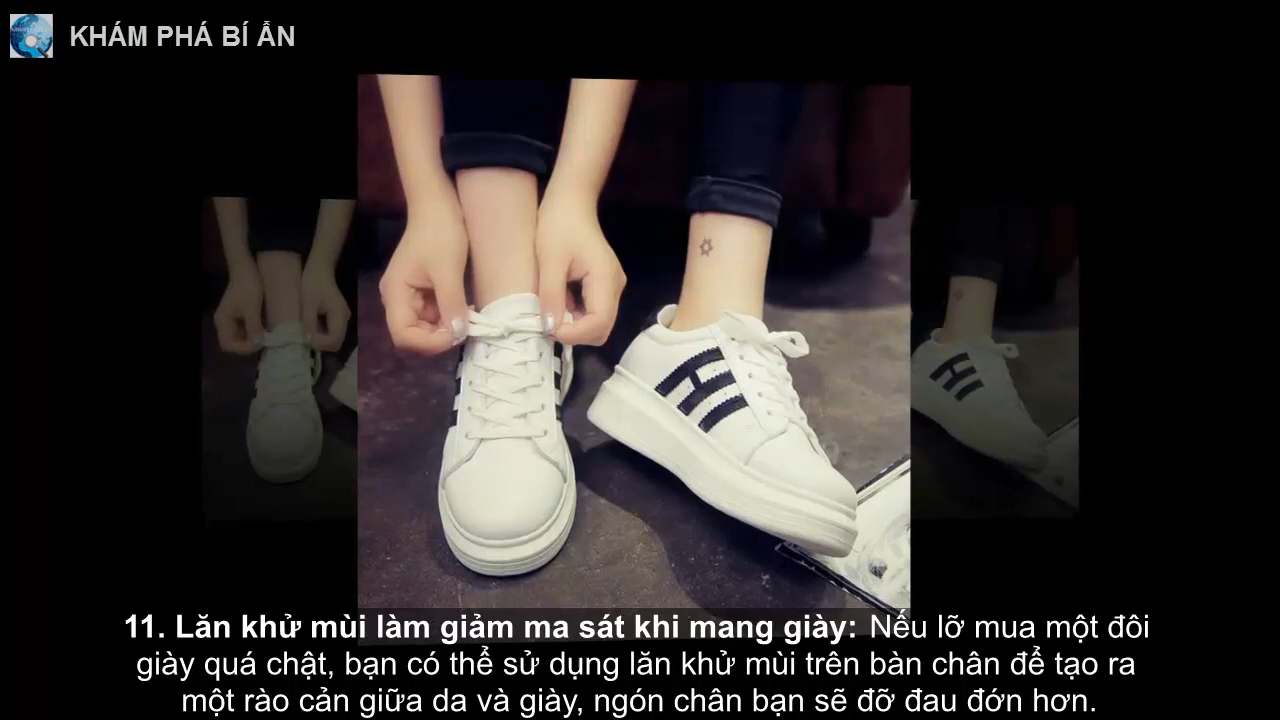 KHÁM PHÁ BÍ ẨN
11. Lăn khử mùi làm giảm ma sát khi mang giày: Nếu lỡ mua một đôi
giày quá chật, bạn có thể sử dụng lăn khử mùi trên bàn chân để tạo ra
một rào cản giữa da và giày, ngón chân bạn sẽ đỡ đau đớn hơn.